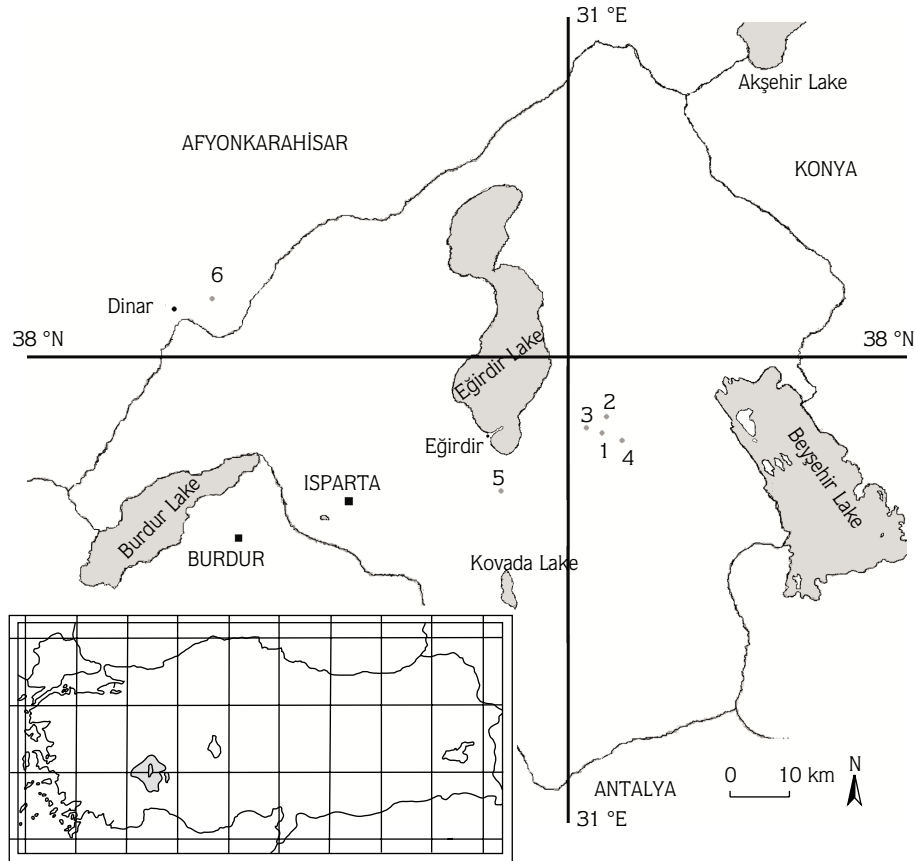 31 °E
Akşehir Lake
AFYONKARAHİSAR
KONYA
6
Dinar
38 °N
38 °N
Eğirdir Lake
2
3
Eğirdir
1
4
Beyşehir Lake
5
ISPARTA
Burdur Lake
BURDUR
Kovada Lake
N
0 10 km
ANTALYA
31 °E